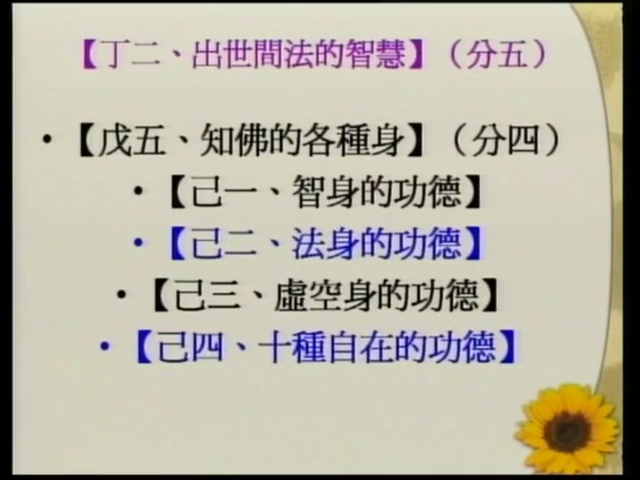 【丁二、出世間法的智慧】（分五）
•【戊五、知佛的各種身】（分四）
•【己一、智身的功德】
•【己二、法身的功德】
•【己三、虛空身的功德】
•【己四、十種自在的功德】